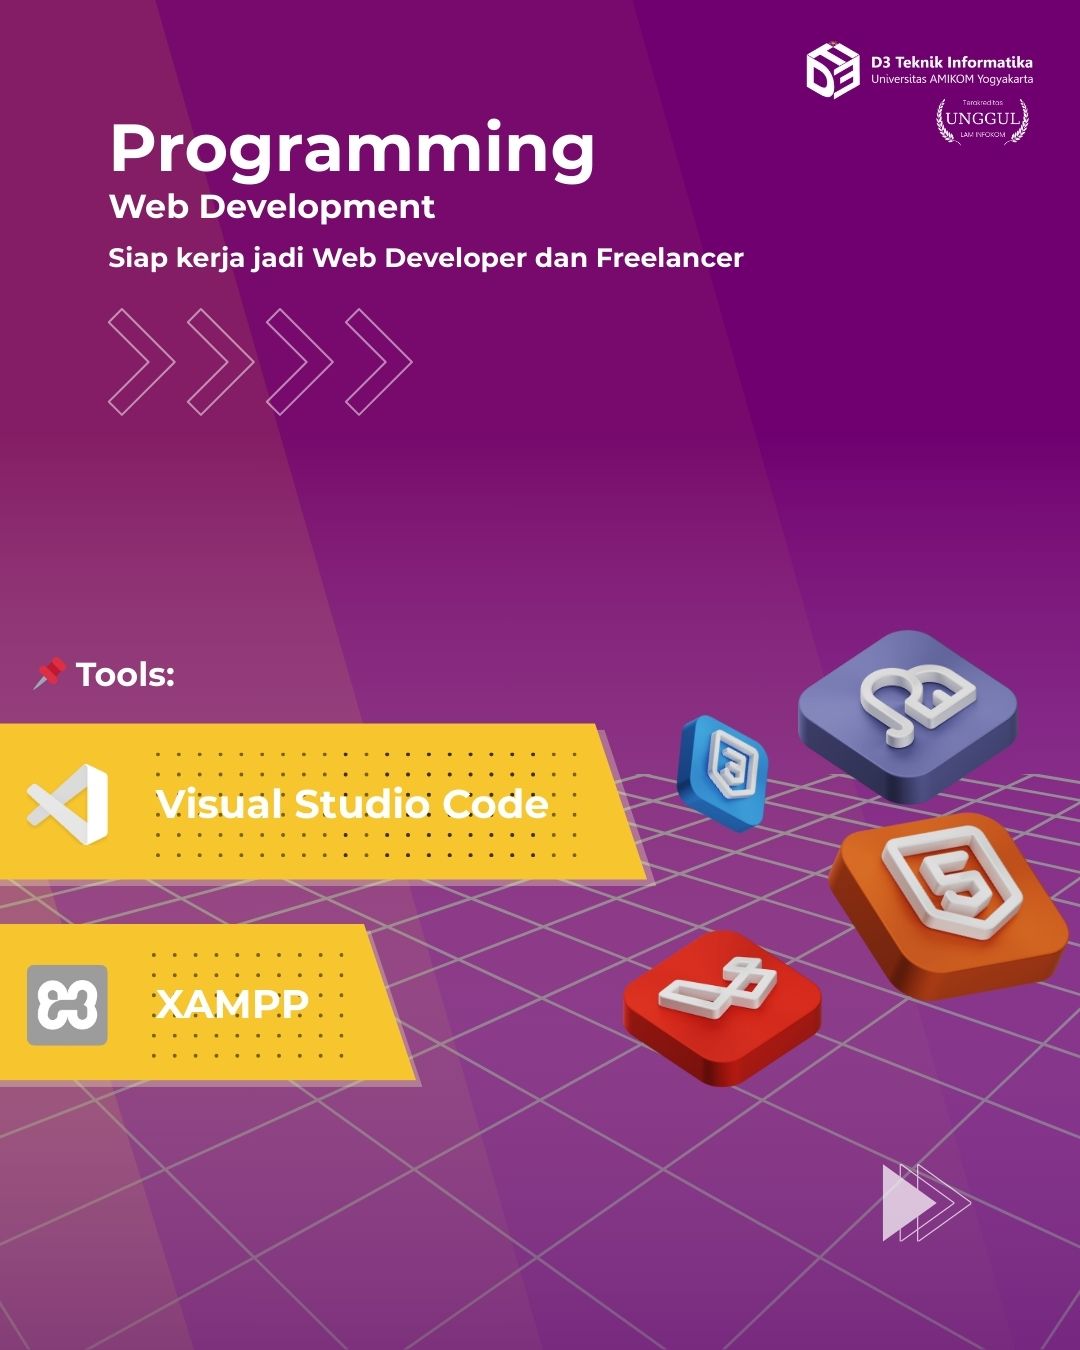 D3 Teknik Informatika
Universitas AMIKOM Yogyakarta
Terakreditas
UNGGUL
LAM INFOKOM
Programming
Web Development
Siap kerja jadi Web Developer dan Freelancer
Tools:
Visual Studio Code
XAMPP